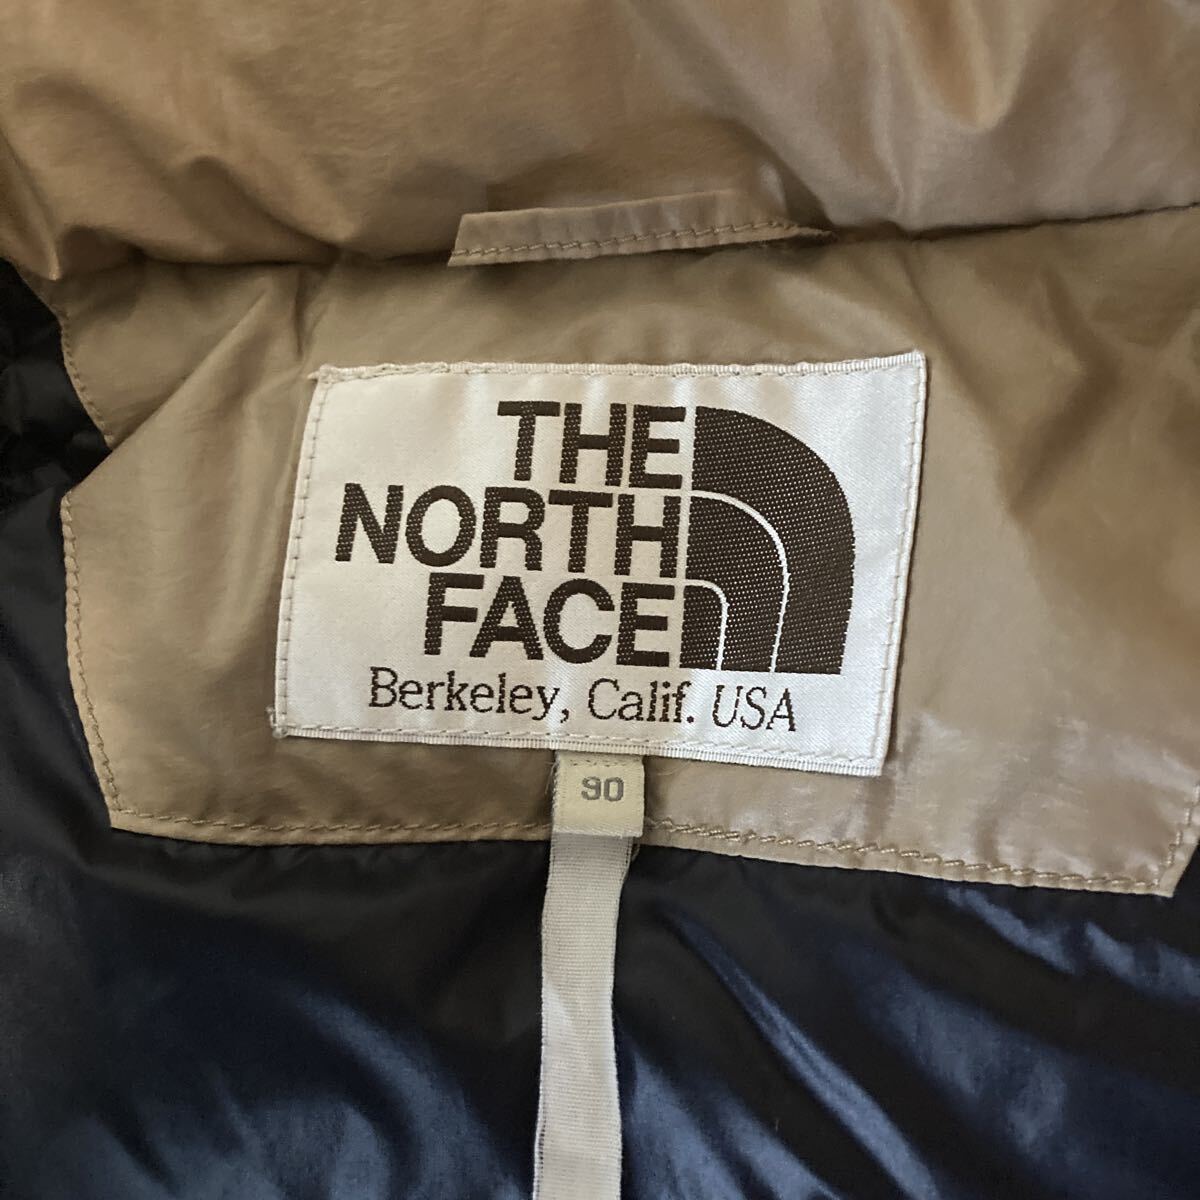 THE
NORTH
FACE
Berkeley, Calif. USA
90